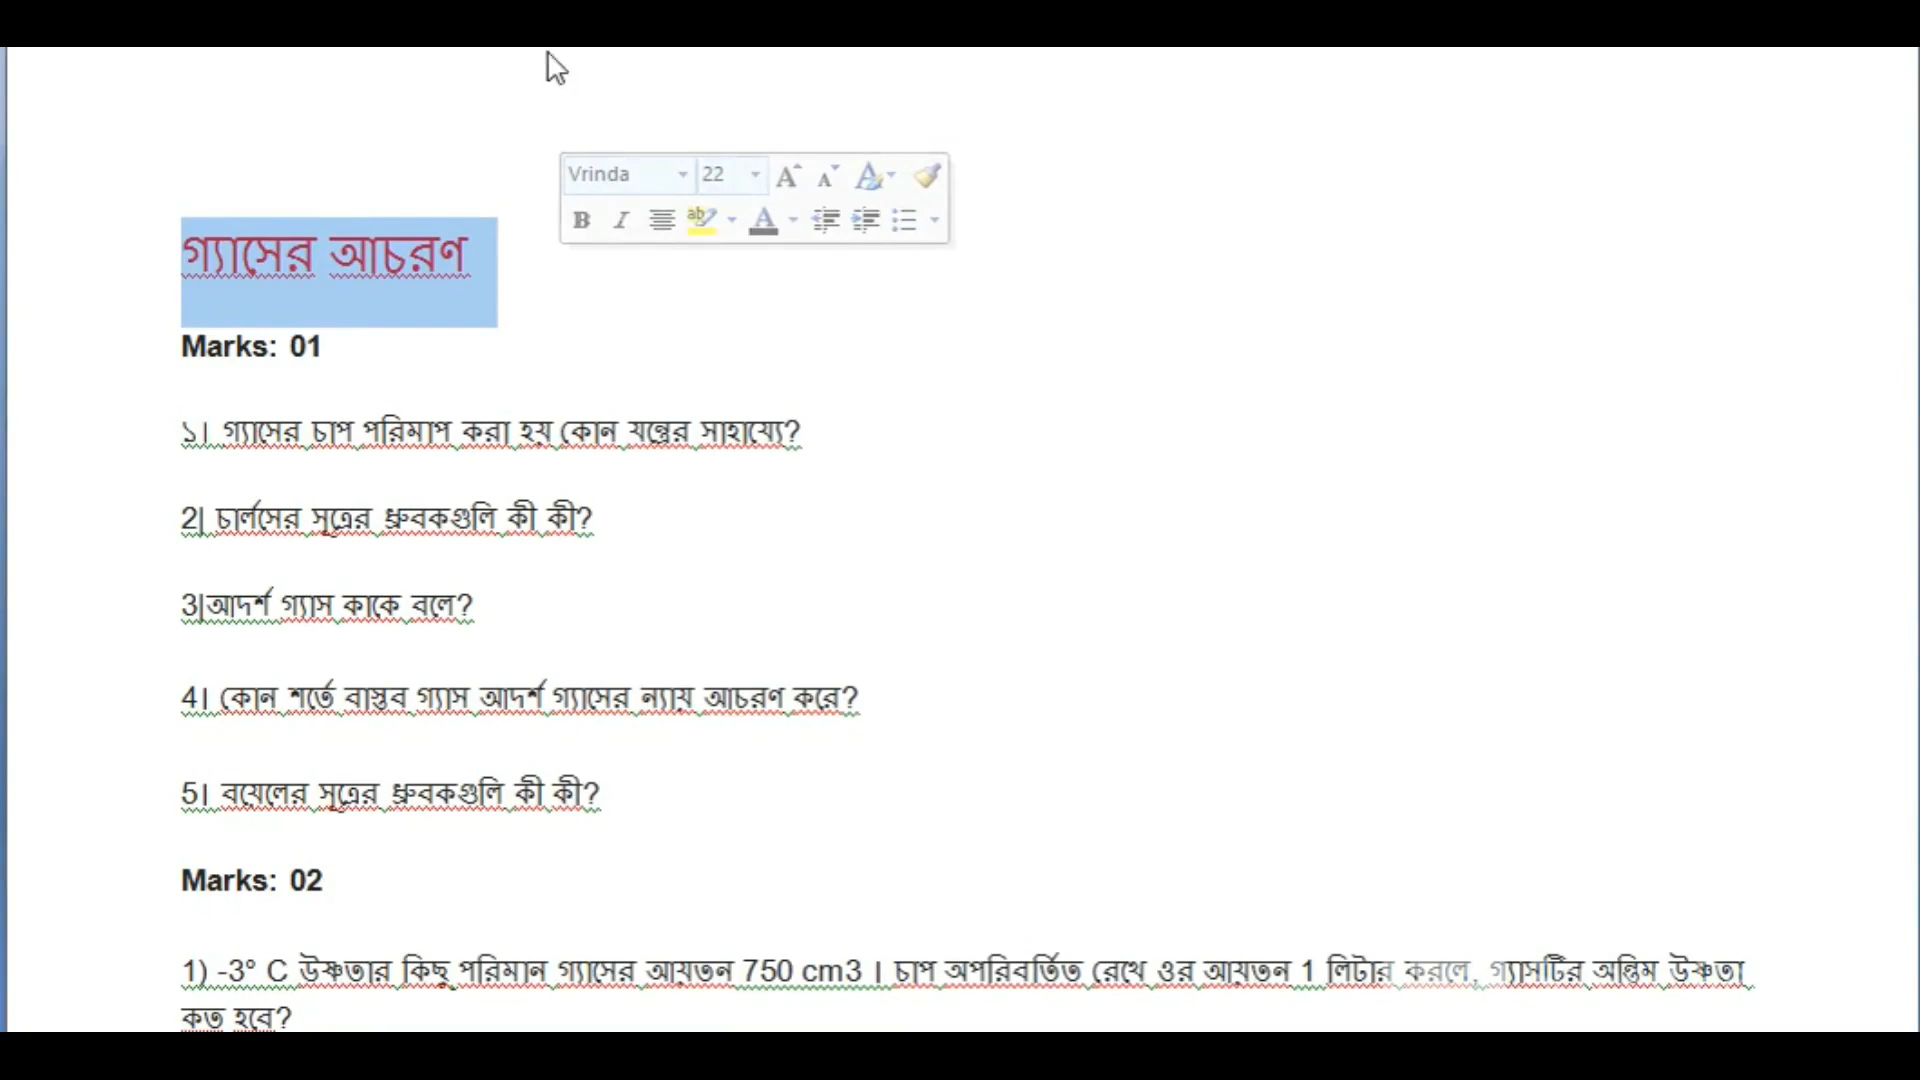 Vrinda 22
গ্যাসের আচরণ
Marks: 01
১। গ্যাসের চাপ পরিমাপ করা হয় কোন যন্ত্রের সাহায্যে?
2| চার্লসের সূত্রের ধ্রুবকগুলি কী কী?
3|আদর্শ গ্যাস কাকে বলে?
4। কোন শর্তে বাস্তব গ্যাস আদর্শ গ্যাসের ন্যায় আচরণ করে?
5। বয়েলের সূত্রের ধ্রুবকগুলি কী কী?
Marks: 02
1) -3° C উষ্ণতার কিছু পরিমান গ্যাসের আয়তন 750 cm3 । চাপ অপরিবর্তিত রেখে ওর আয়তন 1 লিটার করলে, গ্যাসটির অন্তিম উষ্ণতা
কত হবে?